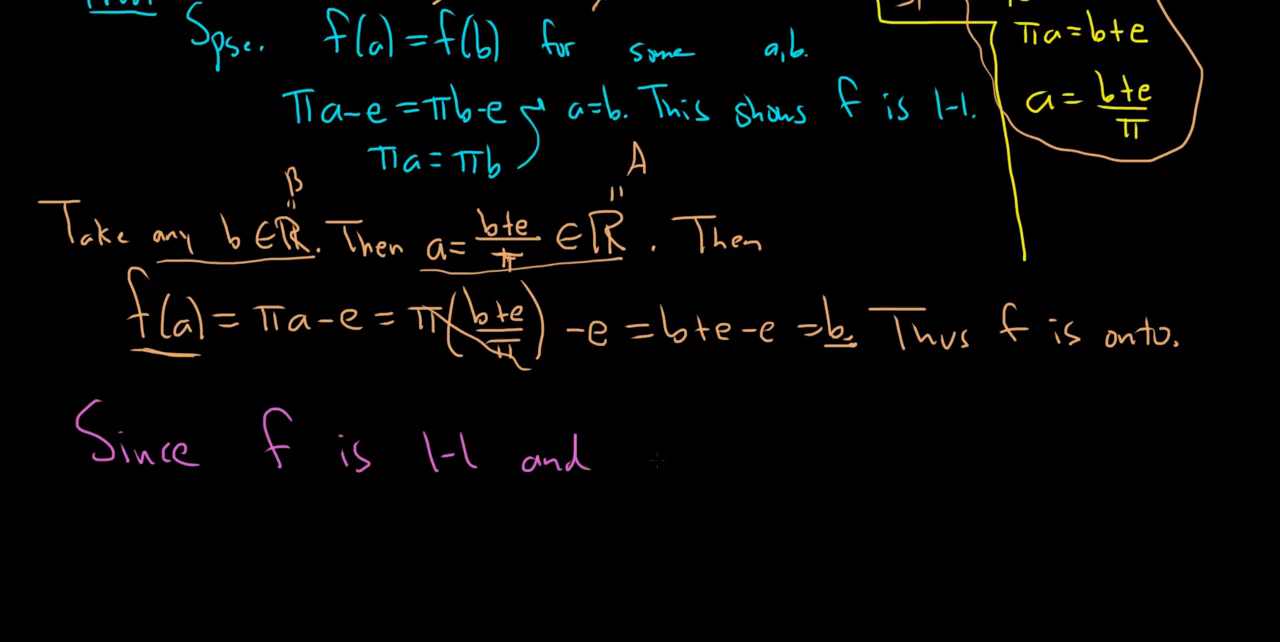 Spse. f(a) = f(b) for some a, b.
πa = b+e
πa - e = πb - e a = b. This shows f is 1-1.
a = b+e/π
πa = πb
B A
" "
Take any b ∈ ℝ. Then a = b+e/π ∈ ℝ. Then
f(a) = πa - e = π(b+e/π) - e = b+e-e = b. Thus f is onto.
Since f is 1-1 and